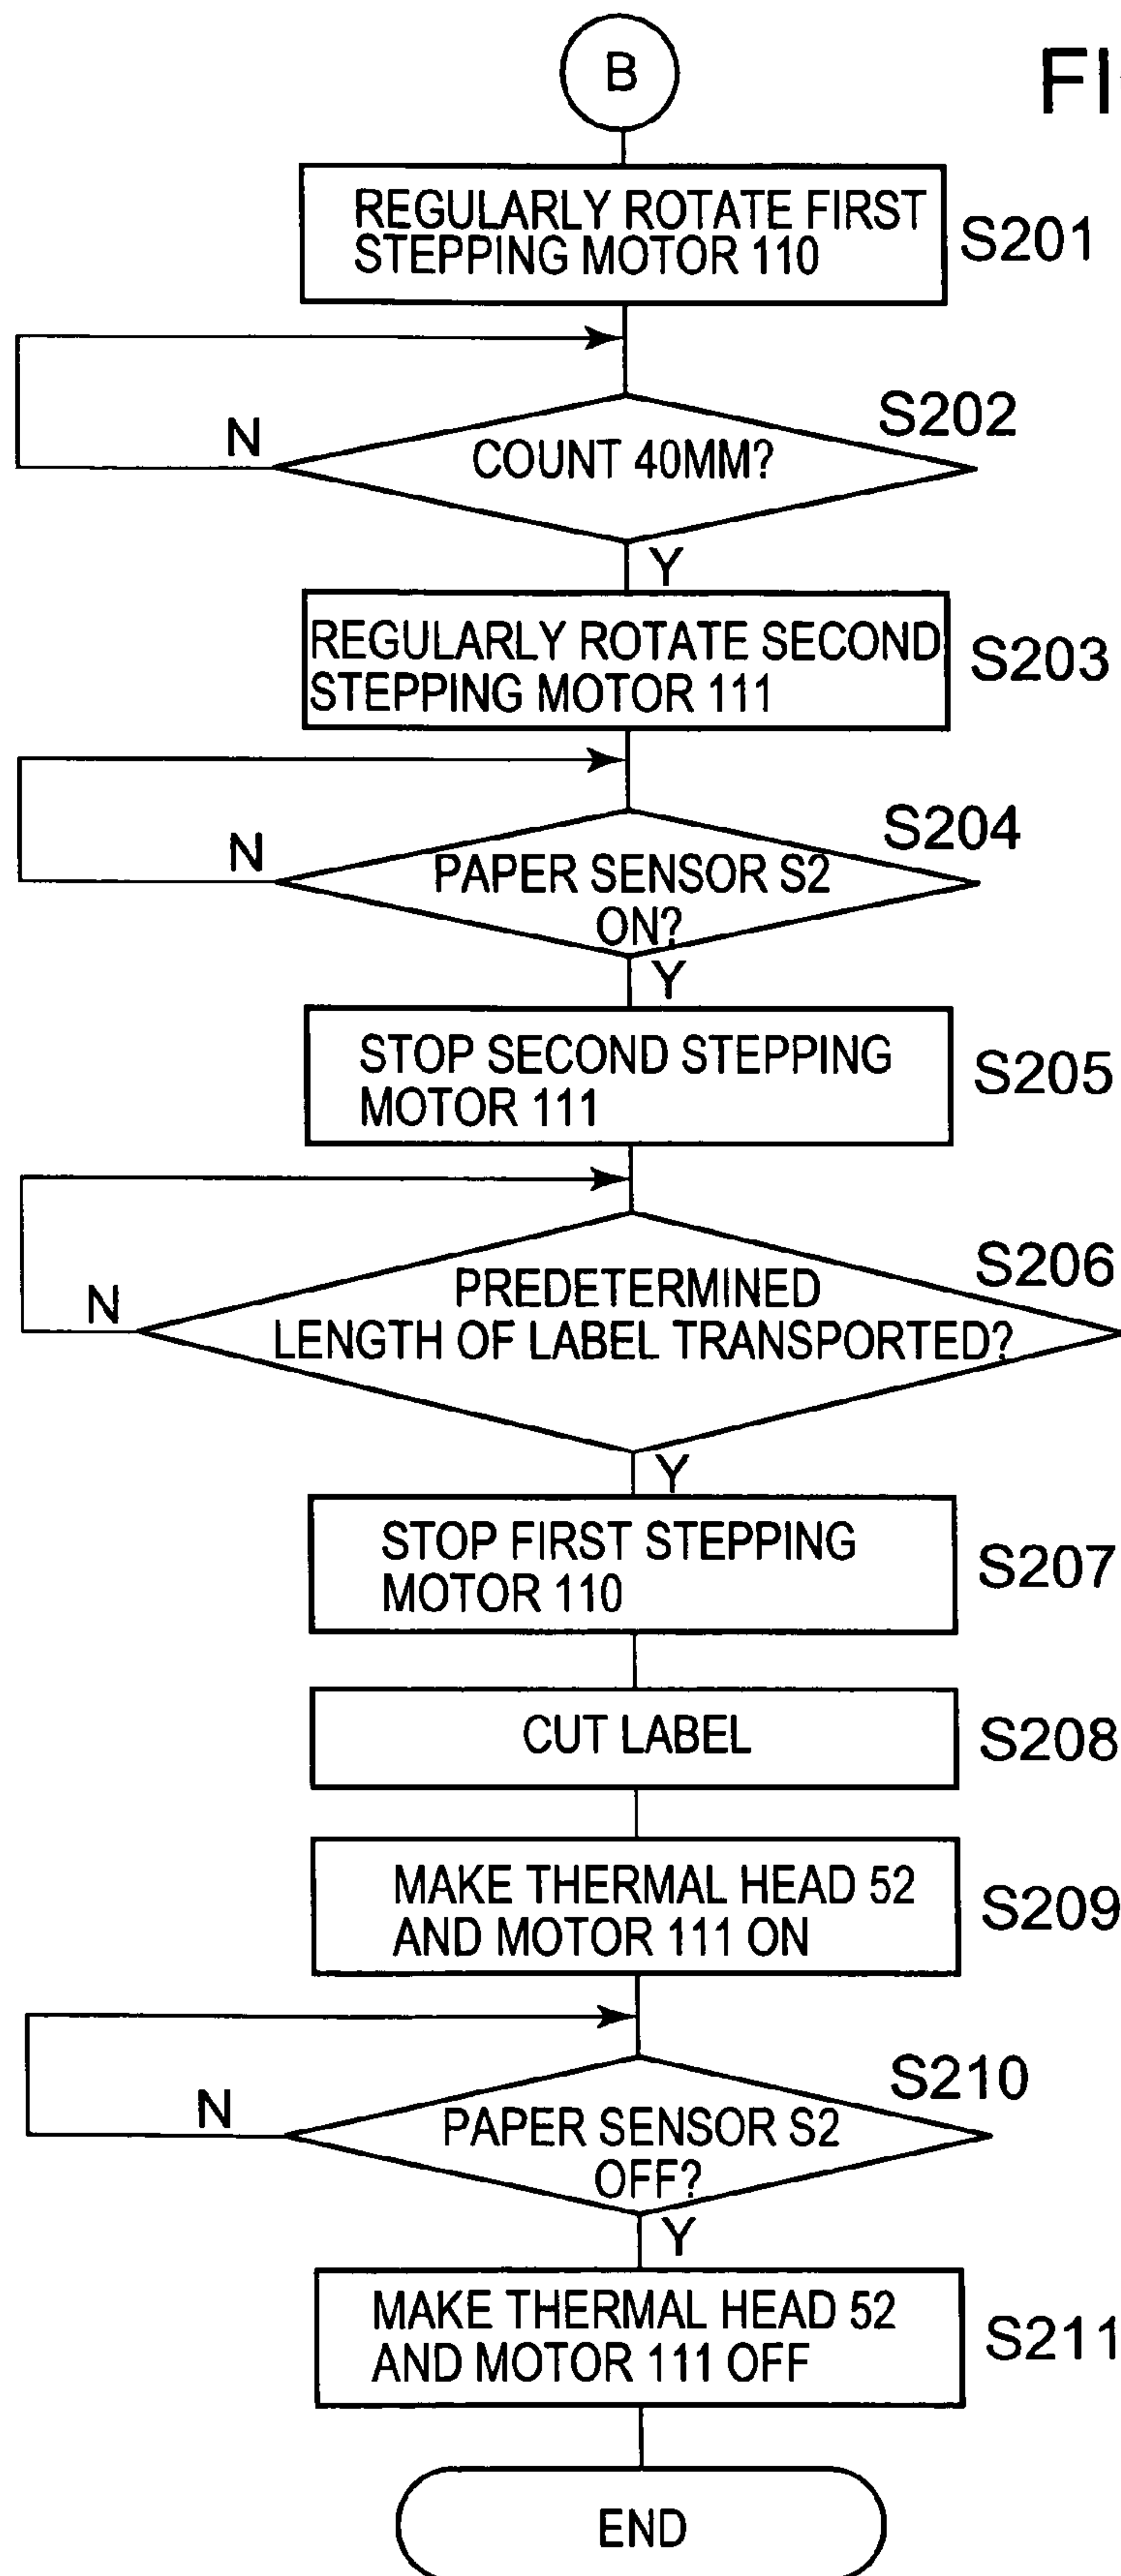 B
FI
REGULARLY ROTATE FIRST
STEPPING MOTOR 110
S201
S202
N
COUNT 40MM?
Y
REGULARLY ROTATE SECOND
STEPPING MOTOR 111
S203
S204
N
PAPER SENSOR S2
ON?
Y
STOP SECOND STEPPING
MOTOR 111
S205
S206
N
PREDETERMINED
LENGTH OF LABEL TRANSPORTED?
Y
STOP FIRST STEPPING
MOTOR 110
S207
CUT LABEL
S208
MAKE THERMAL HEAD 52
AND MOTOR 111 ON
S209
S210
N
PAPER SENSOR S2
OFF?
Y
MAKE THERMAL HEAD 52
AND MOTOR 111 OFF
S211
END